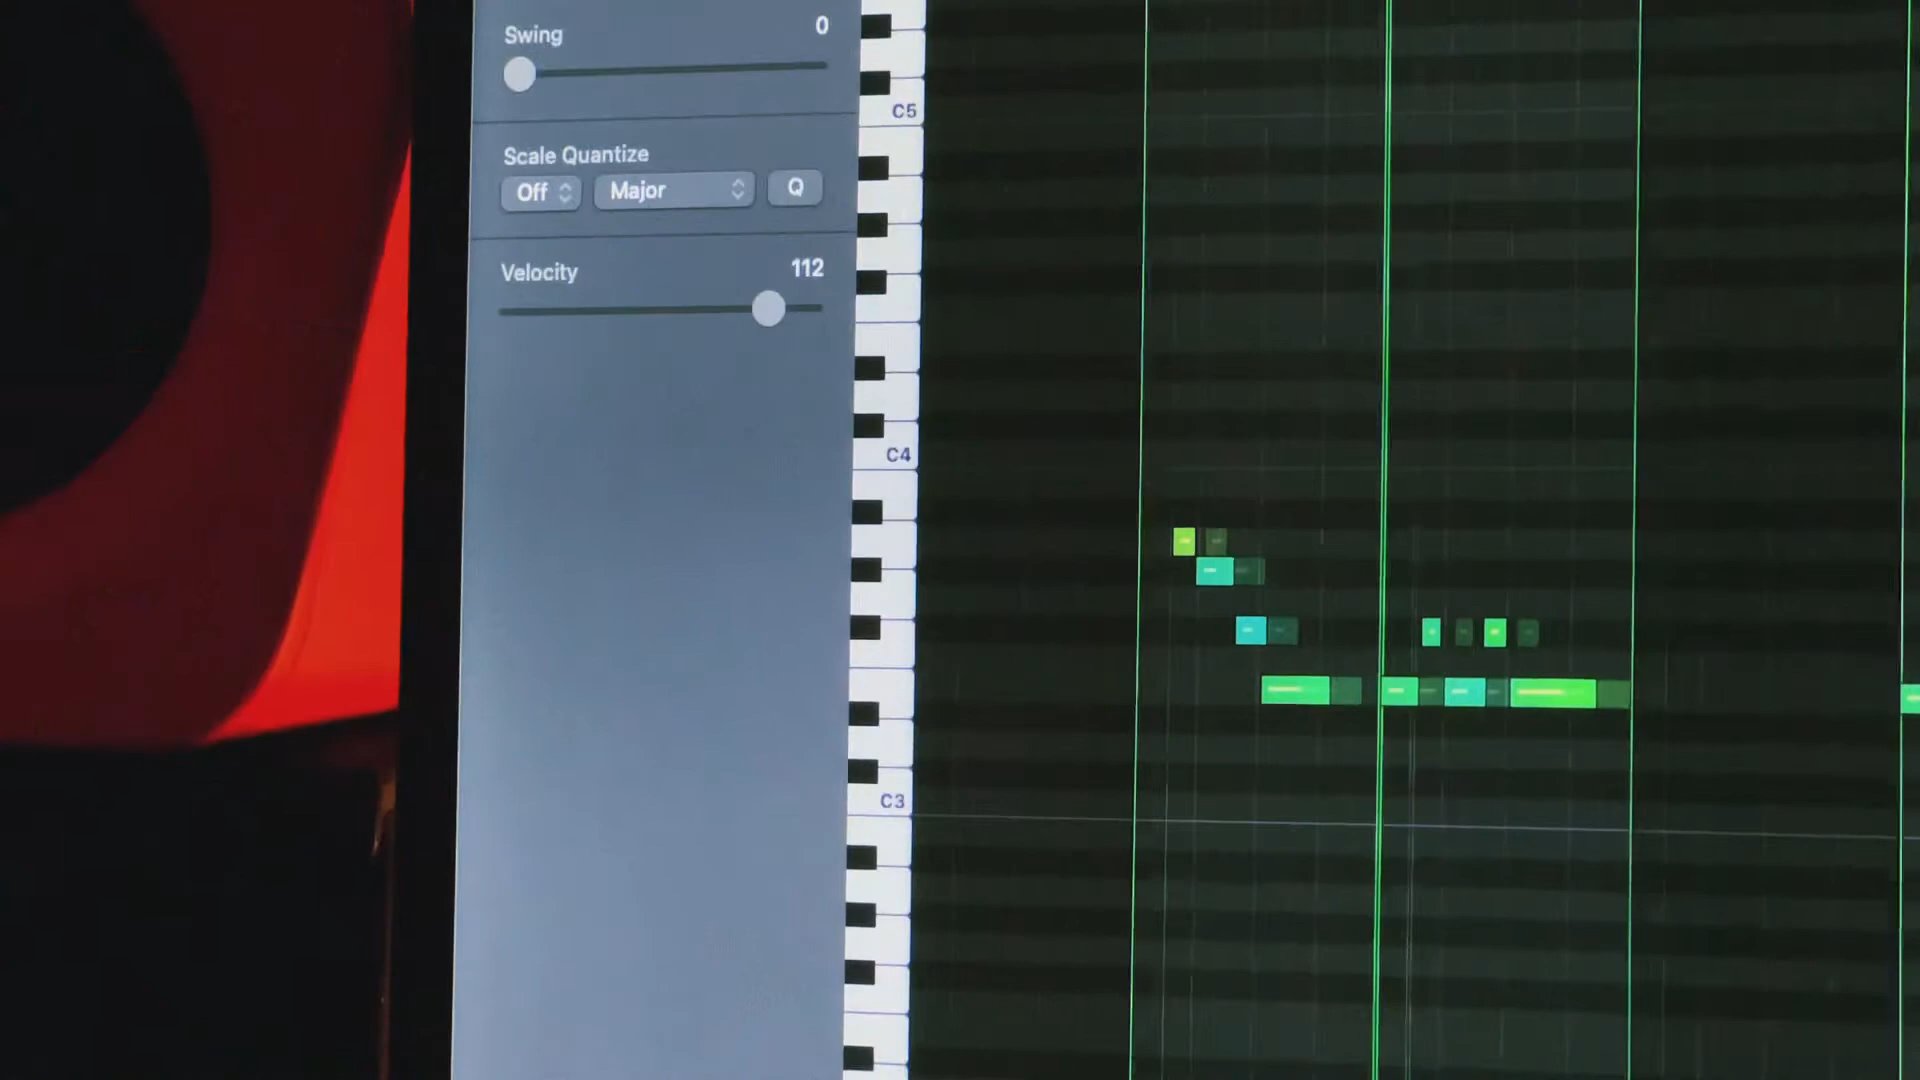 Swing 0
C5
Scale Quantize
Off Major Q
Velocity 112
C4
C3